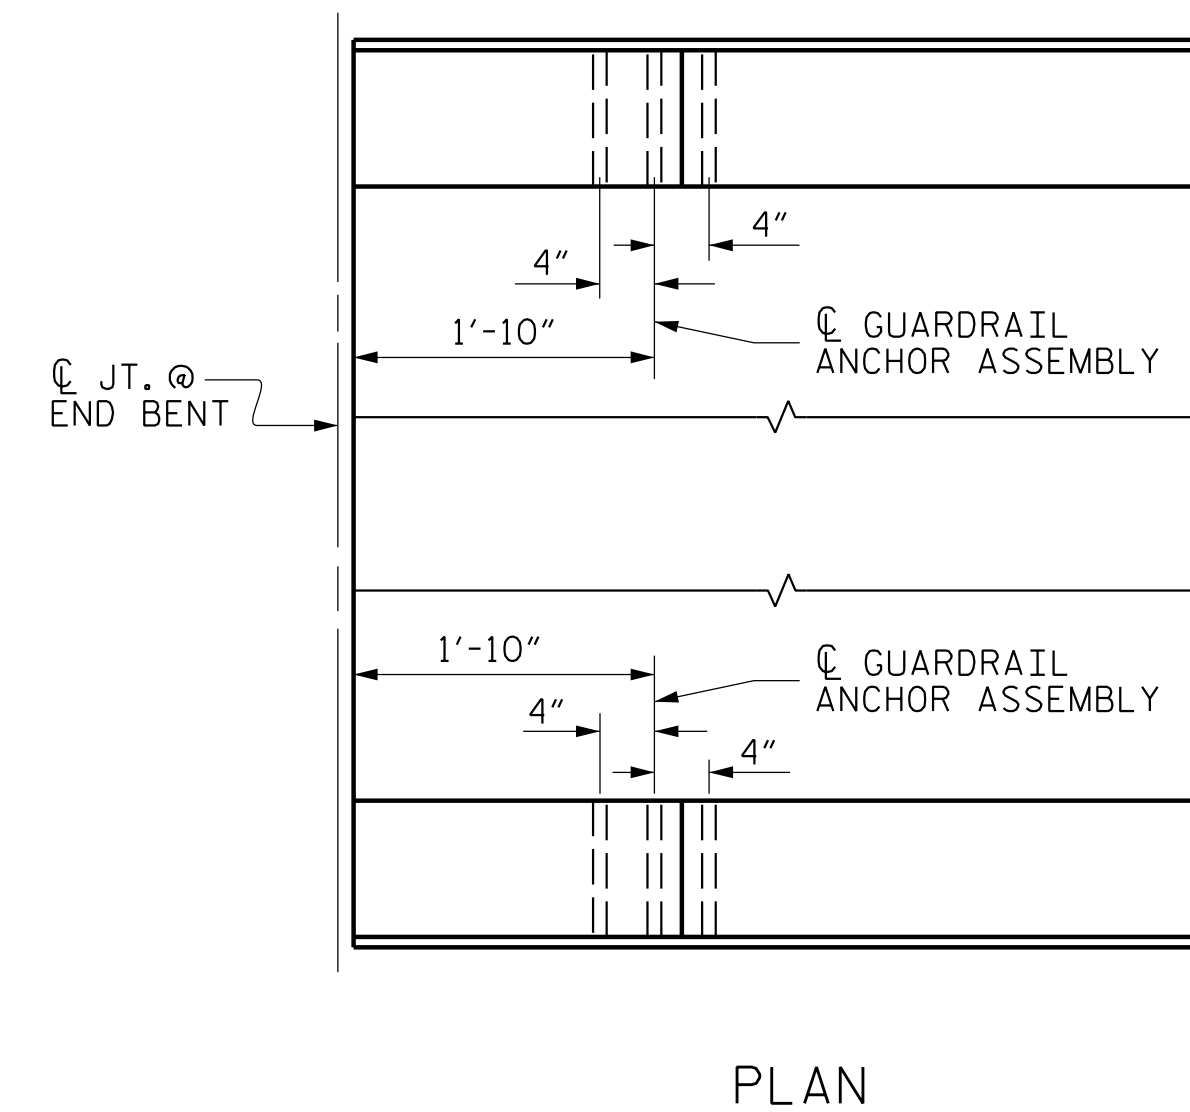 4"
4"
1'-10"
℄ GUARDRAIL
ANCHOR ASSEMBLY
℄ JT. @
END BENT
1'-10"
℄ GUARDRAIL
ANCHOR ASSEMBLY
4"
4"
PLAN